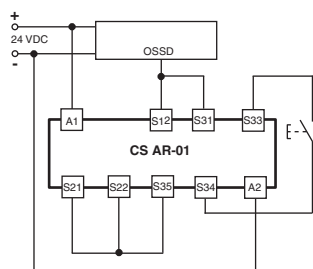 +
24 VDC
-
OSSD
A1
S12
S31
S33
CS AR-01
S21
S22
S35
S34
A2